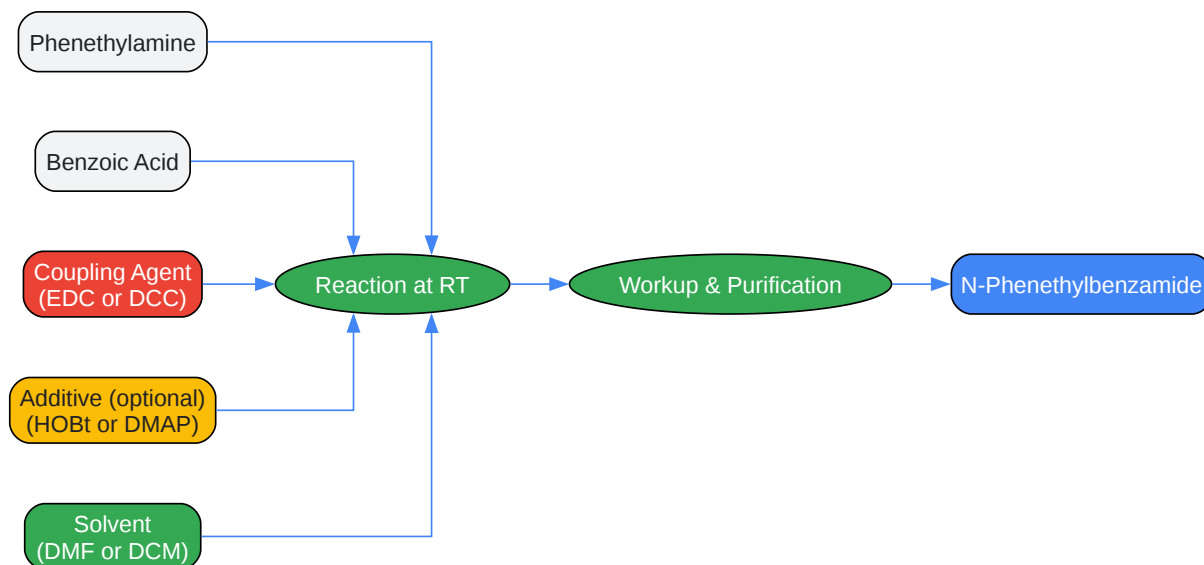 Phenethylamine
Benzoic Acid
Coupling Agent
(EDC or DCC)
Additive (optional)
(HOBt or DMAP)
Solvent
(DMF or DCM)
Reaction at RT
Workup & Purification
N-Phenethylbenzamide